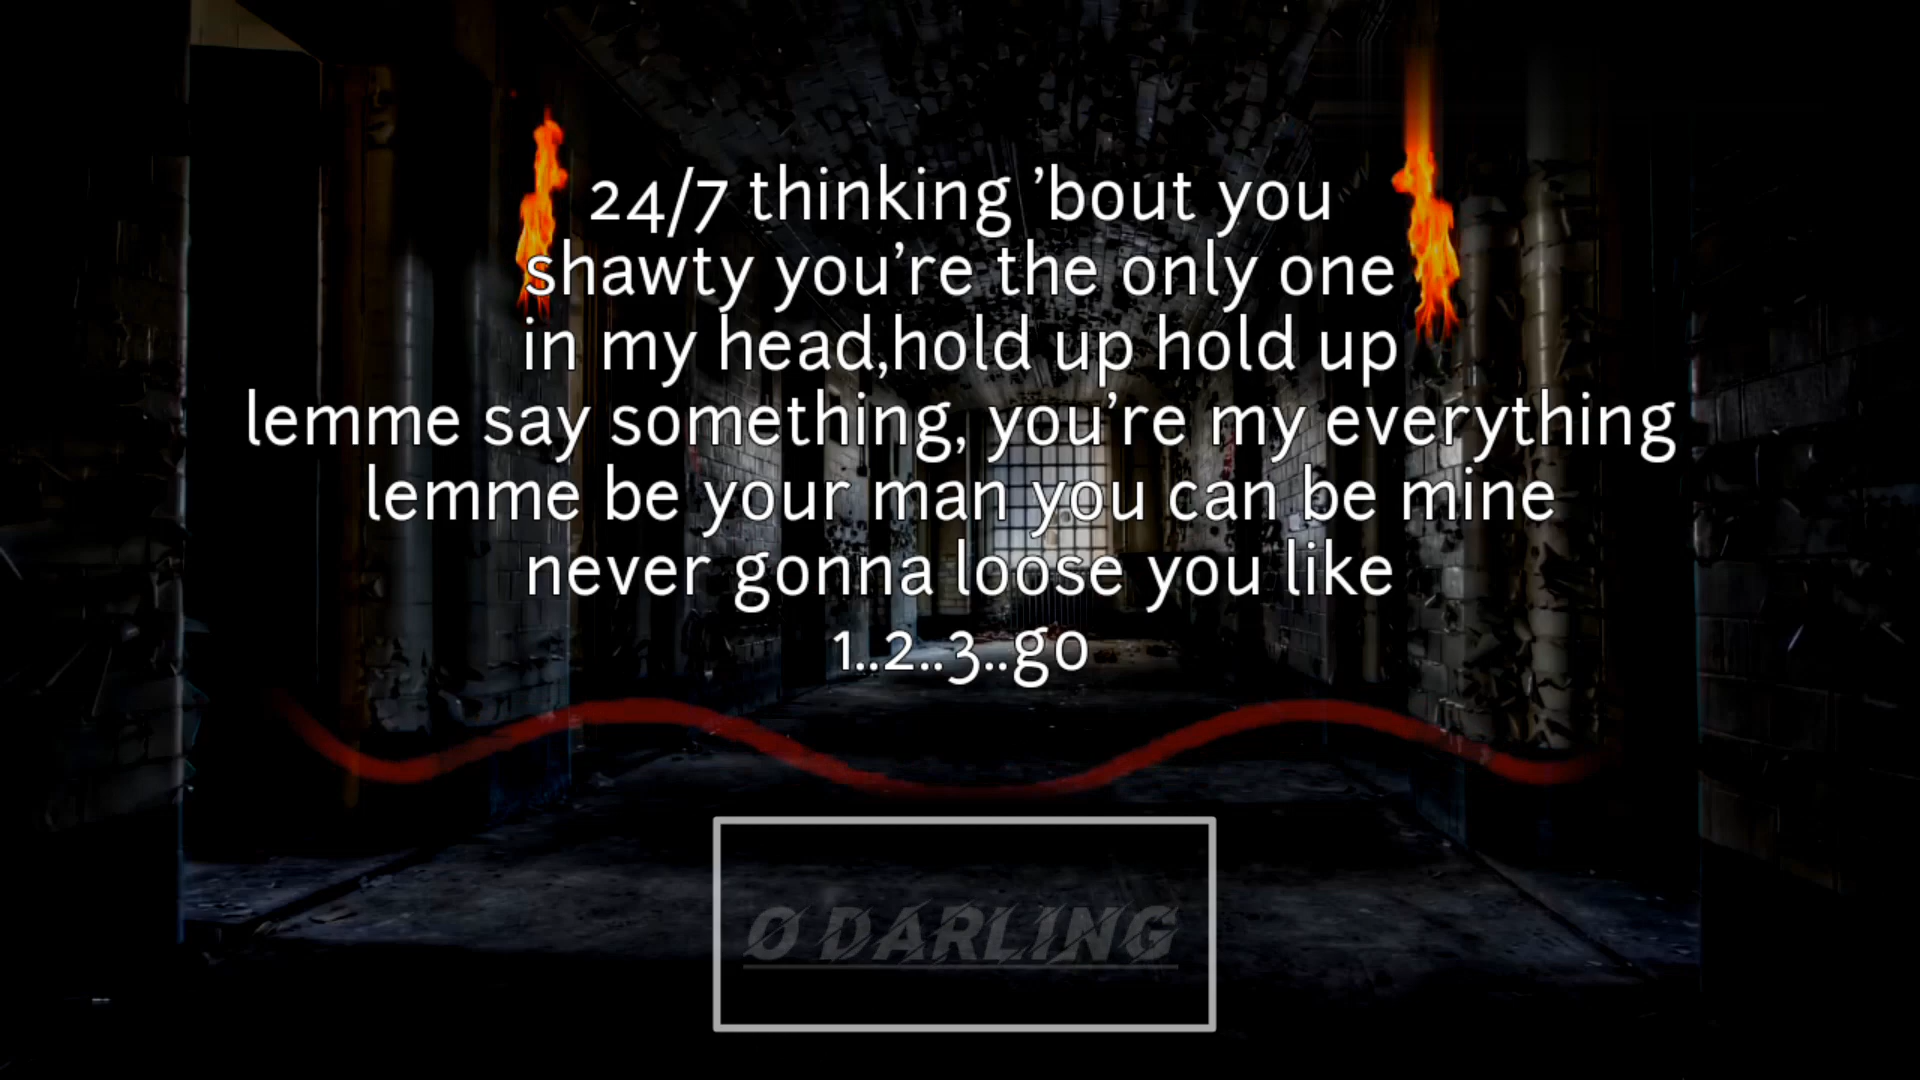 24/7 thinking ’bout you
shawty you’re the only one
in my head,hold up hold up
lemme say something, you’re my everything
lemme be your man you can be mine
never gonna loose you like
1..2..3..go
O DARLING